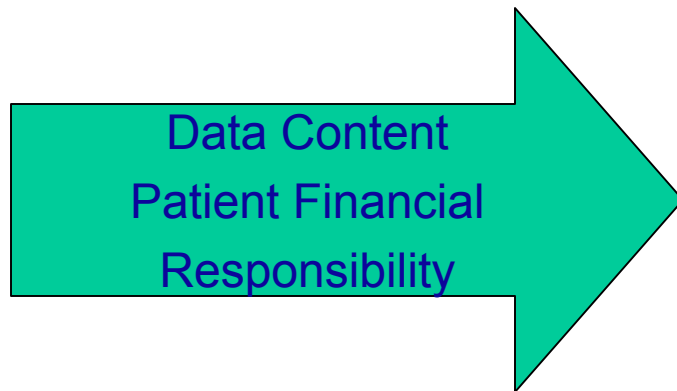 Data Content
Patient Financial
Responsibility